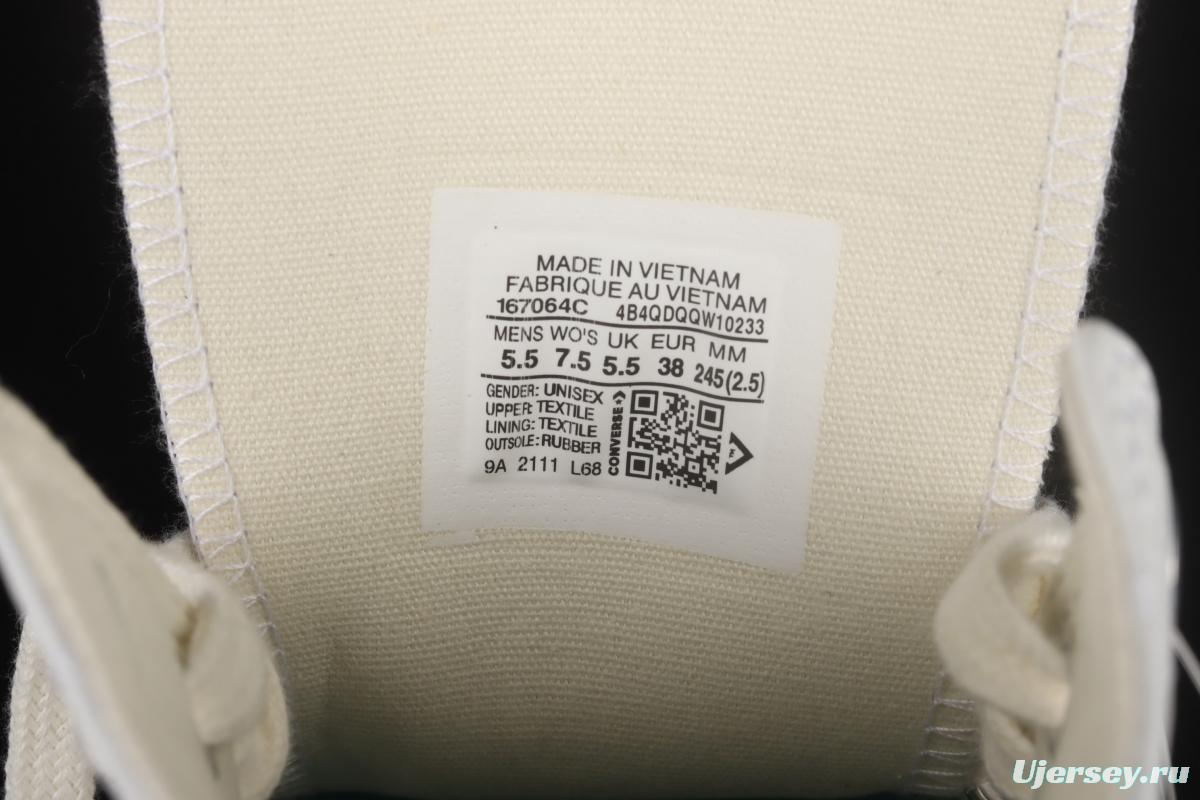 MADE IN VIETNAM
FABRIQUE AU VIETNAM
167064C 4B4QDQQW10233
MENS WO'S UK EUR MM
5.5 7.5 5.5 38 245(2.5)
GENDER: UNISEX
UPPER: TEXTILE
LINING: TEXTILE
OUTSOLE: RUBBER
9A 2111 L68
CONVERSE
F
Ujersey.ru